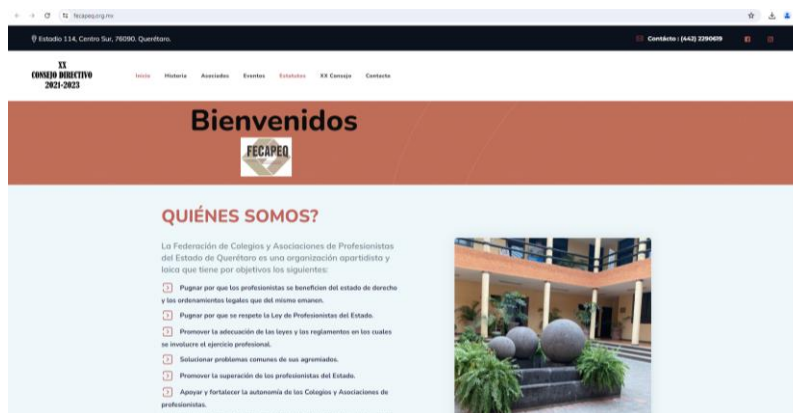 fecapeq.org.mx
Estadio 114, Centro Sur, 76090. Querétaro.
Contácto : (442) 2290619
XX
CONSEJO DIRECTIVO
2021-2023
Inicio Historia Asociados Eventos Estatutos XX Consejo Contacto
Bienvenidos
FECAPEQ
QUIÉNES SOMOS?
La Federación de Colegios y Asociaciones de Profesionistas
del Estado de Querétaro es una organización apartidista y
laica que tiene por objetivos los siguientes:
Pugnar por que los profesionistas se beneficien del estado de derecho
y los ordenamientos legales que del mismo emanen.
Pugnar por que se respete la Ley de Profesionistas del Estado.
Promover la adecuación de las leyes y los reglamentos en los cuales
se involucre el ejercicio profesional.
Solucionar problemas comunes de sus agremiados.
Promover la superación de los profesionistas del Estado.
Apoyar y fortalecer la autonomía de los Colegios y Asociaciones de
profesionistas.